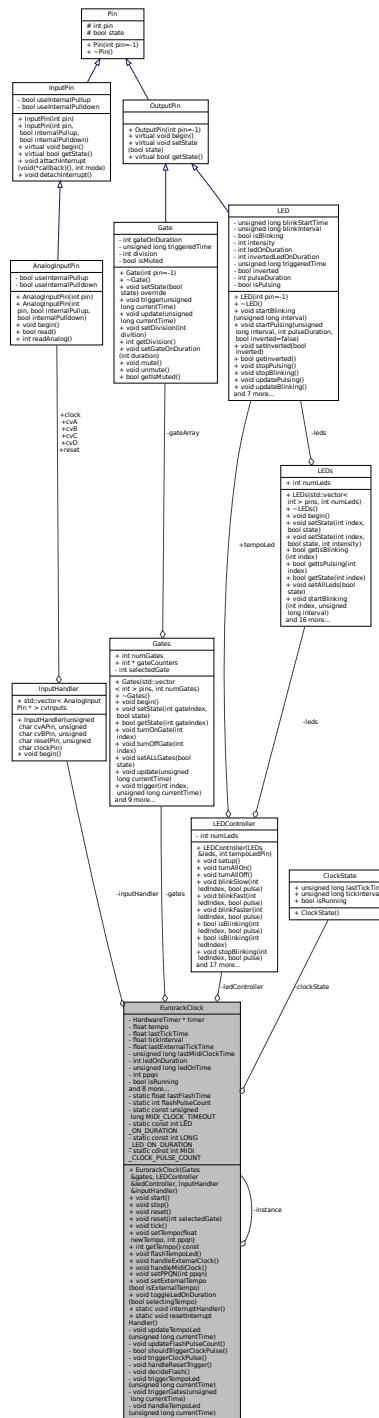 Pin
# int pin
# bool state
+ Pin(int pin=-1)
+ ~Pin()
InputPin
- bool useInternalPullup
- bool useInternalPulldown
+ InputPin(int pin)
+ InputPin(int pin,
bool internalPullup,
bool internalPulldown)
+ virtual void begin()
+ virtual bool getState()
+ void attachInterrupt
(void(*callback)(), int mode)
+ void detachInterrupt()
OutputPin
+ OutputPin(int pin=-1)
+ virtual void begin()
+ virtual void setState
(bool state)
+ virtual bool getState()
AnalogInputPin
- bool useInternalPullup
- bool useInternalPulldown
+ AnalogInputPin(int pin)
+ AnalogInputPin(int
pin, bool internalPullup,
bool internalPulldown)
+ void begin()
+ bool read()
+ int readAnalog()
Gate
- int gateOnDuration
- unsigned long triggeredTime
- int division
- bool isMuted
+ Gate(int pin=-1)
+ ~Gate()
+ void setState(bool
state) override
+ void trigger(unsigned
long currentTime)
+ void update(unsigned
long currentTime)
+ void setDivision(int
division)
+ int getDivision()
+ void setGateOnDuration
(int duration)
+ void mute()
+ void unmute()
+ bool getIsMuted()
LED
- unsigned long blinkStartTime
- unsigned long blinkInterval
- bool isBlinking
- int intensity
- int ledOnDuration
- int invertedLedOnDuration
- unsigned long triggeredTime
- bool inverted
- int pulseDuration
- bool isPulsing
+ LED(int pin=-1)
+ ~LED()
+ void startBlinking
(unsigned long interval)
+ void startPulsing(unsigned
long interval, int pulseDuration,
bool inverted=false)
+ void setInverted(bool
inverted)
+ bool getInverted()
+ void stopPulsing()
+ void stopBlinking()
+ void updatePulsing()
+ void updateBlinking()
and 7 more...
+clock
+cvA
+cvB
+cvC
+cvD
+reset
-gateArray
-leds
+tempoLed
LEDs
+ int numLeds
+ LEDs(std::vector<
int > pins, int numLeds)
+ ~LEDs()
+ void begin()
+ void setState(int index,
bool state)
+ void setState(int index,
bool state, int intensity)
+ bool getIsBlinking
(int index)
+ bool getIsPulsing(int
index)
+ bool getState(int index)
+ void setAllLeds(bool
state)
+ void startBlinking
(int index, unsigned
long interval)
and 16 more...
InputHandler
+ std::vector< AnalogInput
Pin * > cvInputs
+ InputHandler(unsigned
char cvAPin, unsigned
char cvBPin, unsigned
char resetPin, unsigned
char clockPin)
+ void begin()
Gates
+ int numGates
+ int * gateCounters
- int selectedGate
+ Gates(std::vector
< int > pins, int numGates)
+ ~Gates()
+ void begin()
+ void setState(int gateIndex,
bool state)
+ bool getState(int gateIndex)
+ void turnOnGate(int
index)
+ void turnOffGate(int
index)
+ void setALLGates(bool
state)
+ void update(unsigned
long currentTime)
+ void trigger(int index,
unsigned long currentTime)
and 9 more...
-leds
LEDController
- int numLeds
+ LEDController(LEDs
&leds, int tempoLedPin)
+ void setup()
+ void turnAllOn()
+ void turnAllOff()
+ void blinkSlow(int
ledIndex, bool pulse)
+ void blinkFast(int
ledIndex, bool pulse)
+ void blinkFaster(int
ledIndex, bool pulse)
+ bool isBlinking(int
ledIndex, bool pulse)
+ bool isBlinking(int
ledIndex)
+ void stopBlinking(int
ledIndex, bool pulse)
and 17 more...
ClockState
+ unsigned long lastTickTime
+ unsigned long tickInterval
+ bool isRunning
+ ClockState()
-inputHandler
-gates
-ledController
-clockState
EurorackClock
- HardwareTimer * timer
- float tempo
- float lastTickTime
- float tickInterval
- float lastExternalTickTime
- unsigned long lastMidiClockTime
- int ledOnDuration
- unsigned long ledOnTime
- int ppqn
- bool isRunning
and 8 more...
- static float lastFlashTime
- static int flashPulseCount
- static const unsigned
long MIDI_CLOCK_TIMEOUT
- static const int LED
_ON_DURATION
- static const int LONG
_LED_ON_DURATION
- static const int MIDI
_CLOCK_PULSE_COUNT
+ EurorackClock(Gates
&gates, LEDController
&ledController, InputHandler
&inputHandler)
+ void start()
+ void stop()
+ void reset()
+ void reset(int selectedGate)
+ void tick()
+ void setTempo(float
newTempo, int ppqn)
+ int getTempo() const
+ void flashTempoLed()
+ void handleExternalClock()
+ void handleMidiClock()
+ void setPPQN(int ppqn)
+ void setExternalTempo
(bool isExternalTempo)
+ void toggleLedOnDuration
(bool selectingTempo)
+ static void interruptHandler()
+ static void resetInterrupt
Handler()
- void updateTempoLed
(unsigned long currentTime)
- void updateFlashPulseCount()
- bool shouldTriggerClockPulse()
- void triggerClockPulse()
- void handleResetTrigger()
- void decideFlash()
- void triggerTempoLed
(unsigned long currentTime)
- void triggerGates(unsigned
long currentTime)
- void handleTempoLed
(unsigned long currentTime)
-instance